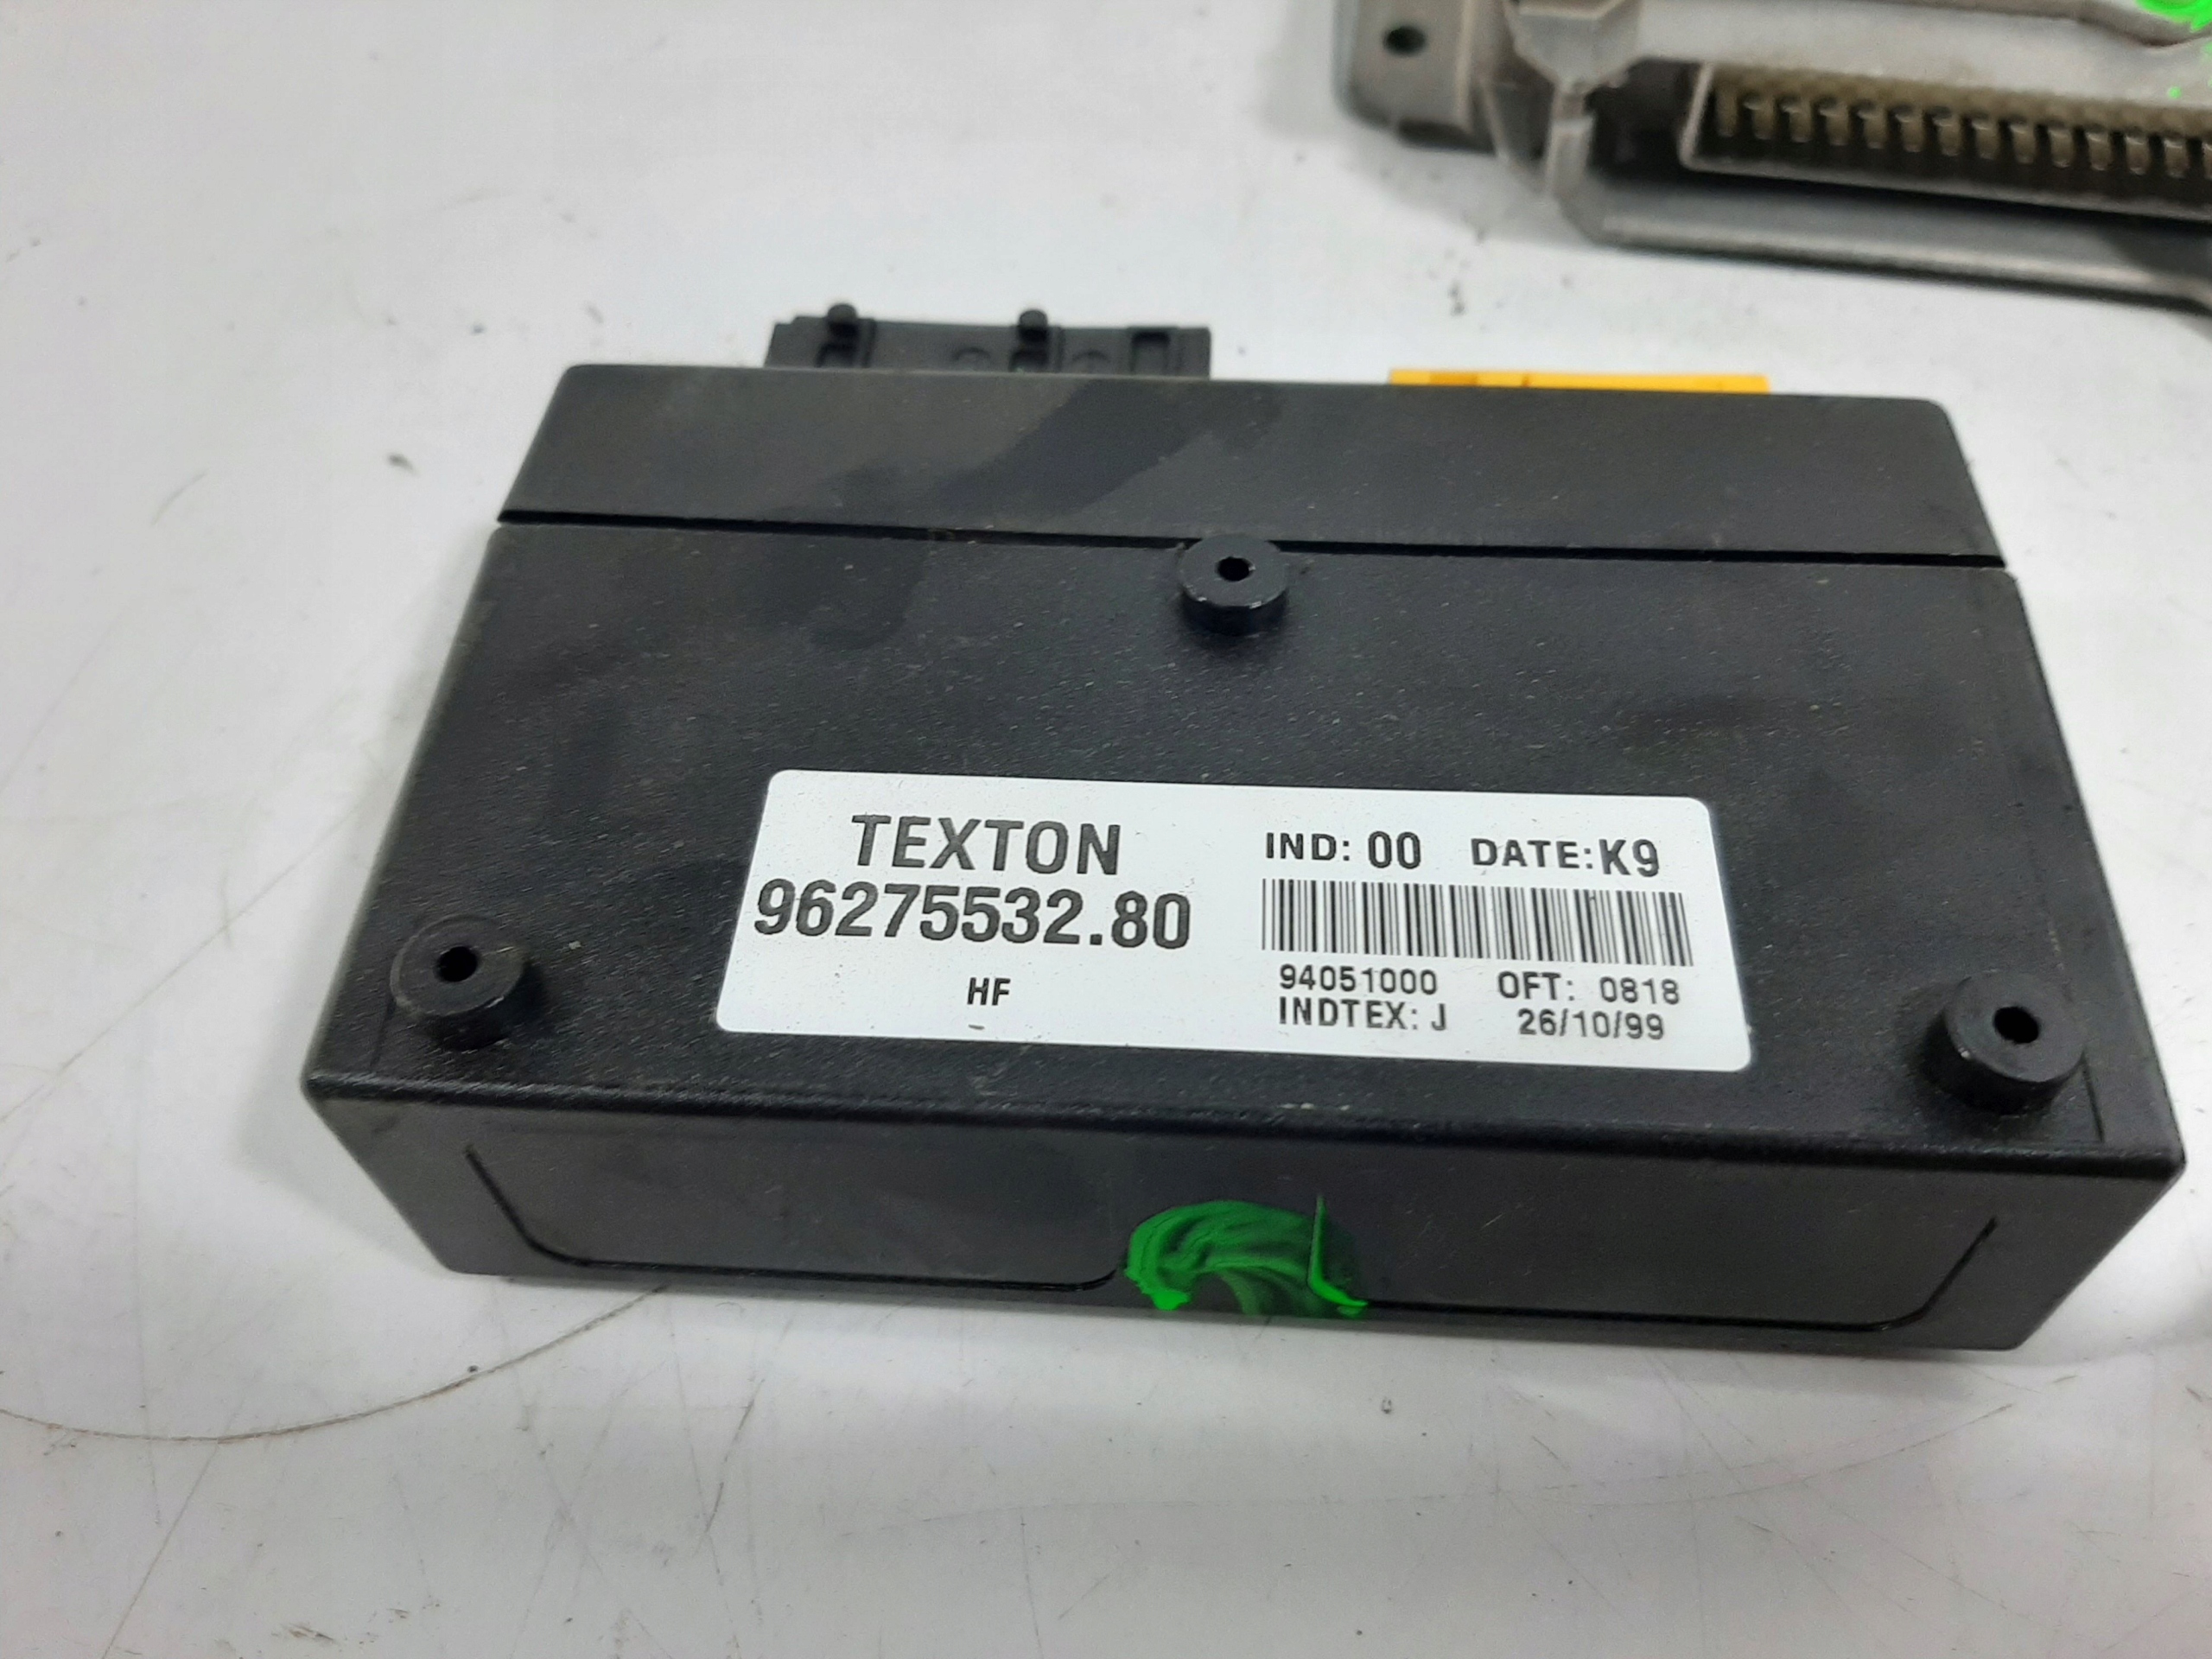 TEXTON
96275532.80
HF
IND: 00 DATE:K9
94051000 OFT: 0818
INDTEX: J 26/10/99